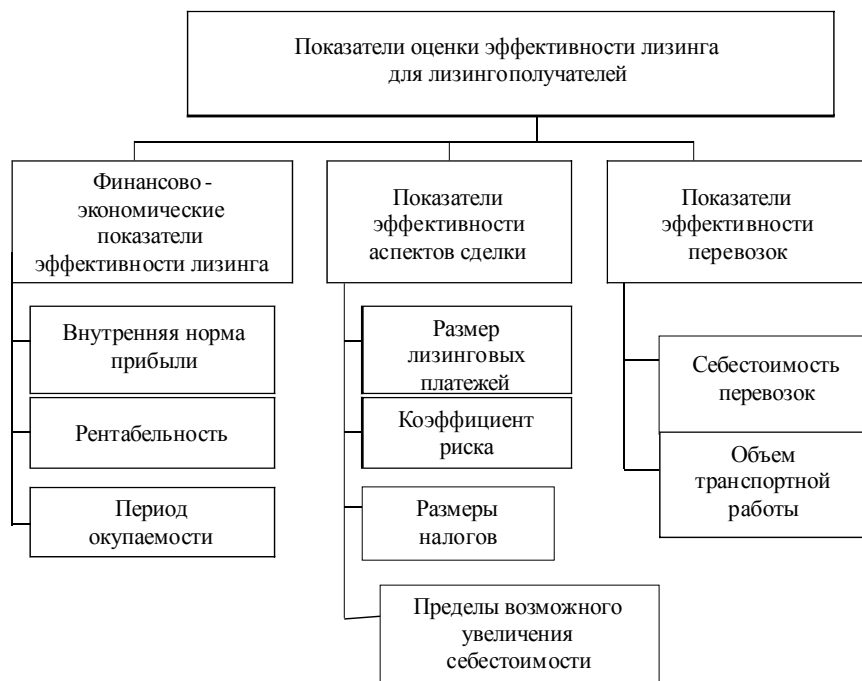 Показатели оценки эффективности лизинга
для лизингополучателей
Финансово -
экономические
показатели
эффективности лизинга
Внутренняя норма
прибыли
Рентабельность
Период
окупаемости
Показатели
эффективности
аспектов сделки
Размер
лизинговых
платежей
Коэффициент
риска
Размеры
налогов
Пределы возможного
увеличения
себестоимости
Показатели
эффективности
перевозок
Себестоимость
перевозок
Объем
транспортной
работы